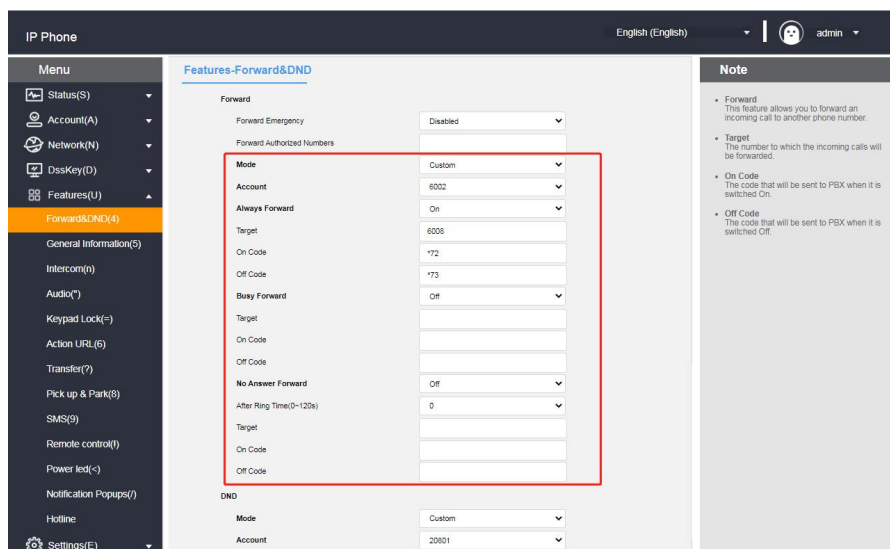 IP Phone
English (English)
admin
Menu
Status(S)
Account(A)
Network(N)
DssKey(D)
Features(U)
Forward&DND(4)
General Information(5)
Intercom(n)
Audio(")
Keypad Lock(=)
Action URL(6)
Transfer(?)
Pick up & Park(8)
SMS(9)
Remote control(!)
Power led(<)
Notification Popups(/)
Hotline
Settings(E)
Features-Forward&DND
Forward
Forward Emergency Disabled
Forward Authorized Numbers
Mode Custom
Account 6002
Always Forward On
Target 6008
On Code *72
Off Code *73
Busy Forward Off
Target
On Code
Off Code
No Answer Forward Off
After Ring Time(0~120s) 0
Target
On Code
Off Code
DND
Mode Custom
Account 20801
Note
Forward
This feature allows you to forward an
incoming call to another phone number.
Target
The number to which the incoming calls will
be forwarded.
On Code
The code that will be sent to PBX when it is
switched On.
Off Code
The code that will be sent to PBX when it is
switched Off.